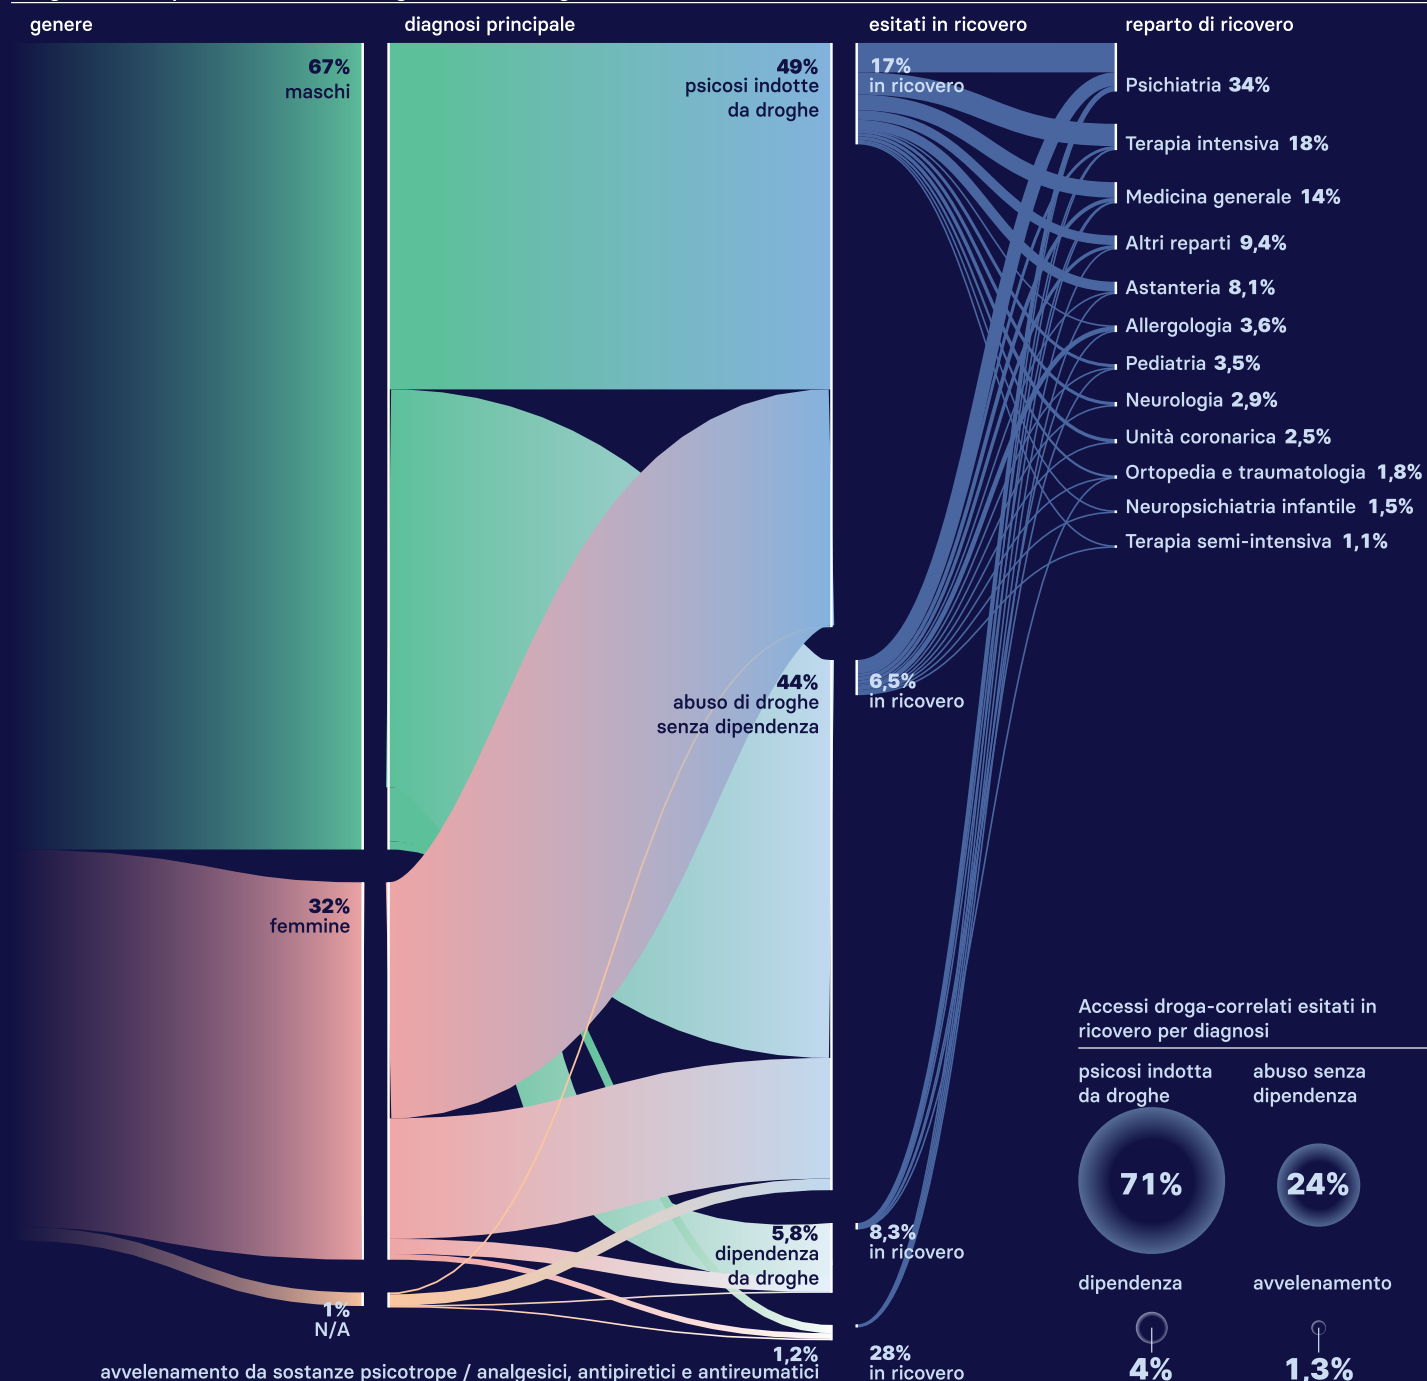 genere
diagnosi principale
esitati in ricovero
reparto di ricovero
67%
maschi
49%
psicosi indotte
da droghe
17%
in ricovero
Psichiatria 34%
Terapia intensiva 18%
Medicina generale 14%
Altri reparti 9,4%
Astanteria 8,1%
Allergologia 3,6%
Pediatria 3,5%
Neurologia 2,9%
Unità coronarica 2,5%
Ortopedia e traumatologia 1,8%
Neuropsichiatria infantile 1,5%
Terapia semi-intensiva 1,1%
44%
abuso di droghe
senza dipendenza
6,5%
in ricovero
32%
femmine
5,8%
dipendenza
da droghe
8,3%
in ricovero
1%
N/A
1,2%
avvelenamento da sostanze psicotrope / analgesici, antipiretici e antireumatici
28%
in ricovero
Accessi droga-correlati esitati in
ricovero per diagnosi
psicosi indotta
da droghe
71%
abuso senza
dipendenza
24%
dipendenza
4%
avvelenamento
1,3%